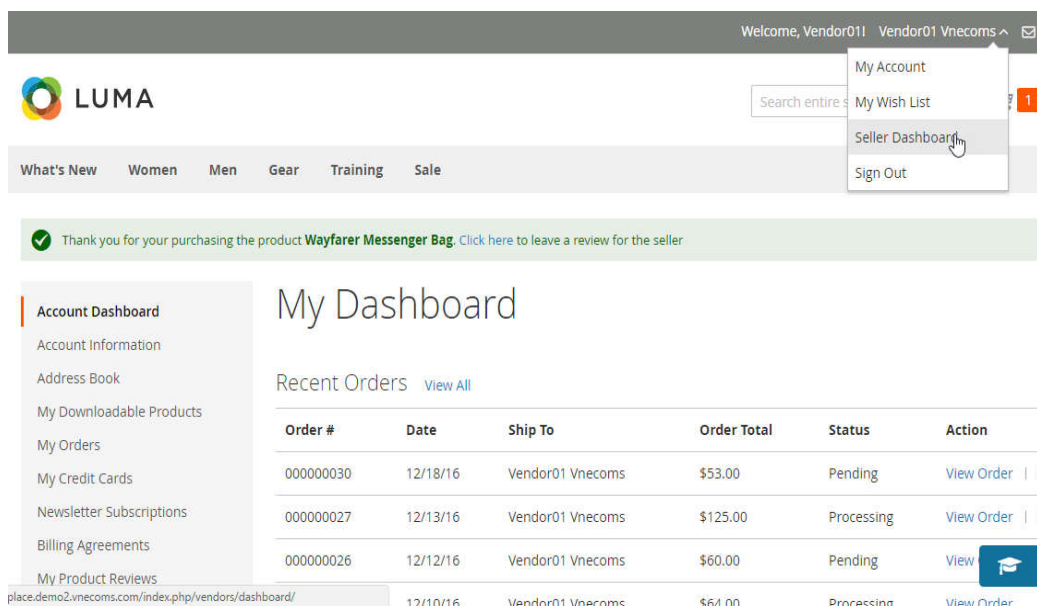 Welcome, Vendor01! Vendor01 Vnecoms
My Account
LUMA
Search entire s
My Wish List
1
Seller Dashboard
Sign Out
What's New Women Men Gear Training Sale
Thank you for your purchasing the product Wayfarer Messenger Bag. Click here to leave a review for the seller
Account Dashboard
Account Information
Address Book
My Downloadable Products
My Orders
My Credit Cards
Newsletter Subscriptions
Billing Agreements
My Product Reviews
My Dashboard
Recent Orders View All
Order # Date Ship To Order Total Status Action
000000030 12/18/16 Vendor01 Vnecoms $53.00 Pending View Order |
000000027 12/13/16 Vendor01 Vnecoms $125.00 Processing View Order |
000000026 12/12/16 Vendor01 Vnecoms $60.00 Pending View
12/10/16 Vendor01 Vnecoms $64.00 Processing View Order
place.demo2.vnecoms.com/index.php/vendors/dashboard/